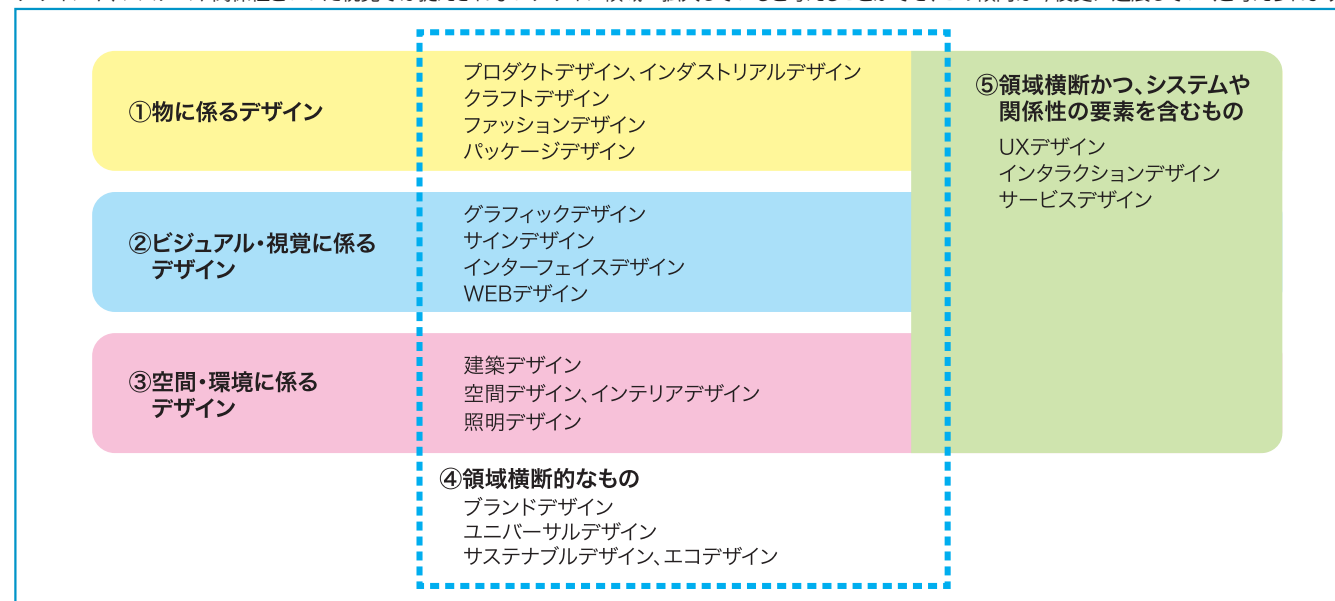 ①物に係るデザイン
プロダクトデザイン、インダストリアルデザイン
クラフトデザイン
ファッションデザイン
パッケージデザイン
②ビジュアル・視覚に係る
デザイン
グラフィックデザイン
サインデザイン
インターフェイスデザイン
WEBデザイン
③空間・環境に係る
デザイン
建築デザイン
空間デザイン、インテリアデザイン
照明デザイン
④領域横断的なもの
ブランドデザイン
ユニバーサルデザイン
サステナブルデザイン、エコデザイン
⑤領域横断かつ、システムや
関係性の要素を含むもの
UXデザイン
インタラクションデザイン
サービスデザイン